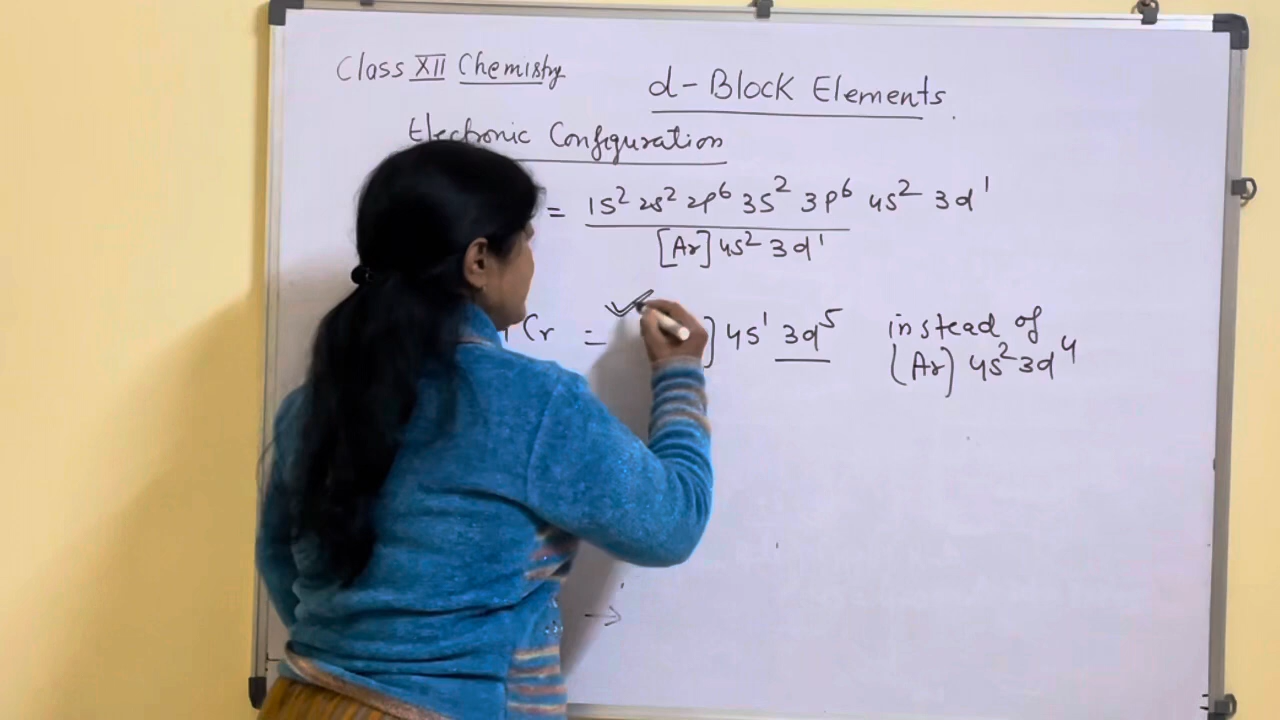 Class XII Chemistry
d-Block Elements
Electronic Configuration
= 1s² 2s² 2p⁶ 3s² 3p⁶ 4s² 3d¹
[Ar] 4s² 3d¹
Cr = ] 4s¹ 3d⁵ instead of
[Ar] 4s² 3d⁴